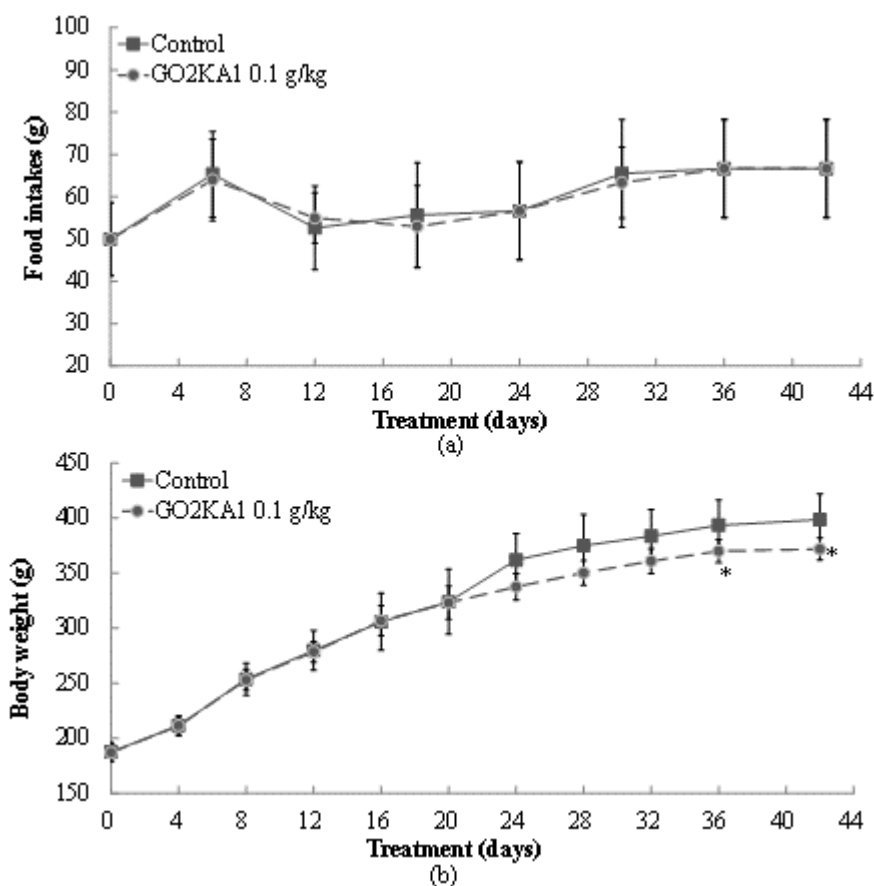 100
90
80
70
60
50
40
30
20
Food intakes (g)
Control
GO2KA1 0.1 g/kg
0 4 8 12 16 20 24 28 32 36 40 44
Treatment (days)
(a)
450
400
350
300
250
200
150
Body weight (g)
Control
GO2KA1 0.1 g/kg
*
*
0 4 8 12 16 20 24 28 32 36 40 44
Treatment (days)
(b)